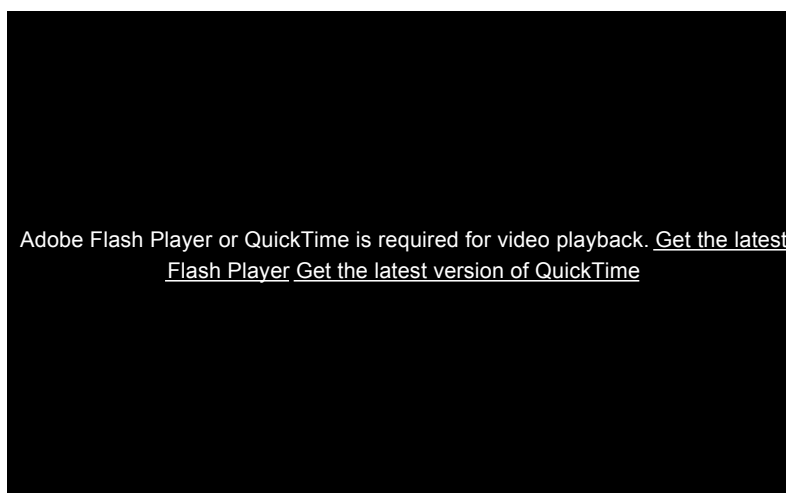 Adobe Flash Player or QuickTime is required for video playback. Get the latest
Flash Player Get the latest version of QuickTime